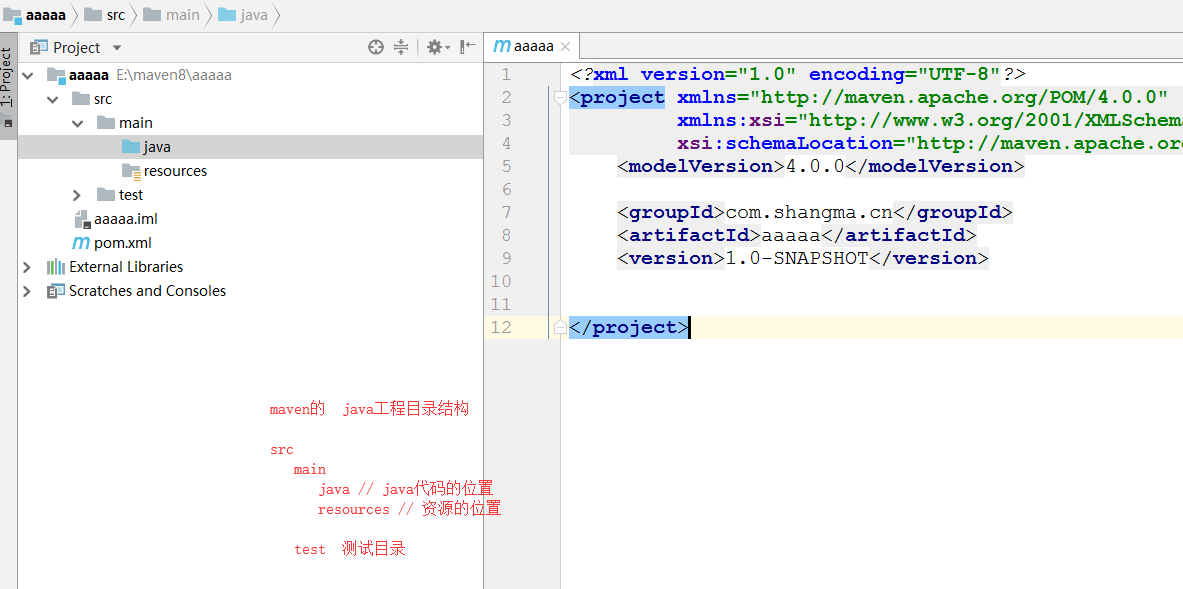 aaaaa src main java
Project
aaaaa
1: Project
aaaaa E:\maven8\aaaaa
src
main
java
resources
test
aaaaa.iml
pom.xml
External Libraries
Scratches and Consoles
1 <?xml version="1.0" encoding="UTF-8"?>
2 <project xmlns="http://maven.apache.org/POM/4.0.0"
3 xmlns:xsi="http://www.w3.org/2001/XMLSchema
4 xsi:schemaLocation="http://maven.apache.or
5 <modelVersion>4.0.0</modelVersion>
6
7 <groupId>com.shangma.cn</groupId>
8 <artifactId>aaaaa</artifactId>
9 <version>1.0-SNAPSHOT</version>
10
11
12 </project>
maven的 java工程目录结构
src
main
java // java代码的位置
resources // 资源的位置
test 测试目录